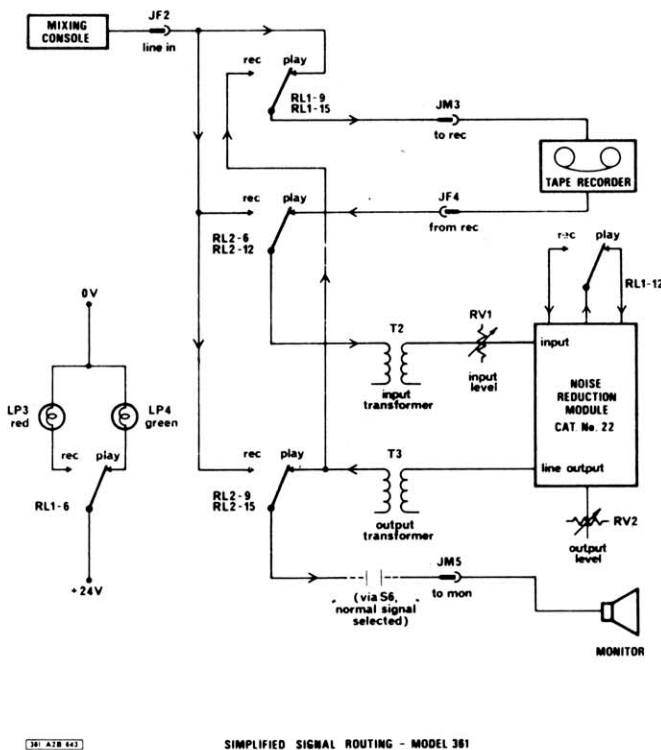 MIXING
CONSOLE
JF2
line in
rec play
RL1-9
RL1-15
JM3
to rec
TAPE RECORDER
rec play
JF4
from rec
RL2-6
RL2-12
rec play
RL1-12
0V
T2
RV1
input
transformer
input
level
input
NOISE
REDUCTION
MODULE
CAT. No. 22
LP3
red
LP4
green
rec play
RL1-6
+24V
rec play
T3
line output
RL2-9
RL2-15
output
transformer
RV2
output
level
(via S6,
normal signal
selected)
JM5
to mon
MONITOR
361 A2B 643
SIMPLIFIED SIGNAL ROUTING - MODEL 361